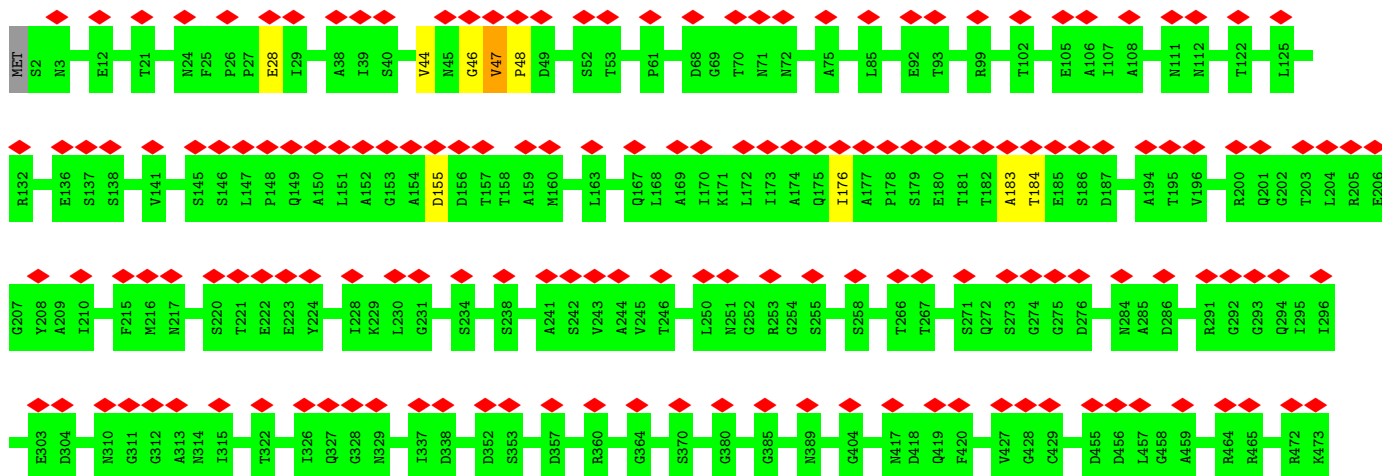 MET S2 N3 E12 T21 N24 F25 P26 P27 E28 I29 A38 I39 S40 V44 N45 G46 V47 P48 D49 S52 T53 P61 D68 G69 T70 N71 N72 A75 L85 E92 T93 R99 T102 E105 A106 I107 A108 N111 N112 T122 L125
R132 E136 S137 S138 V141 S145 S146 L147 P148 Q149 A150 L151 A152 G153 A154 D155 D156 T157 T158 A159 M160 L163 Q167 L168 A169 I170 K171 L172 I173 A174 Q175 I176 A177 P178 S179 E180 T181 T182 A183 T184 E185 S186 D187 A194 T195 V196 R200 Q201 G202 T203 L204 R205 E206
G207 Y208 A209 I210 F215 M216 N217 S220 T221 E222 E223 V224 I228 K229 L230 Q231 S234 S238 A241 S242 V243 A244 V245 T246 L250 N251 G252 R253 G254 S255 S258 T266 T267 S271 Q272 S273 G274 G275 D276 N284 A285 D286 R291 G292 G293 Q294 I295 I296
E303 D304 N310 G311 G312 A313 N314 I315 T322 I326 Q327 G328 N329 I337 D338 D352 S353 D357 R360 G364 S370 G380 G385 N389 G404 N417 D418 Q419 F420 V427 G428 C429 D455 D456 L457 G458 A459 R464 R465 R472 K473